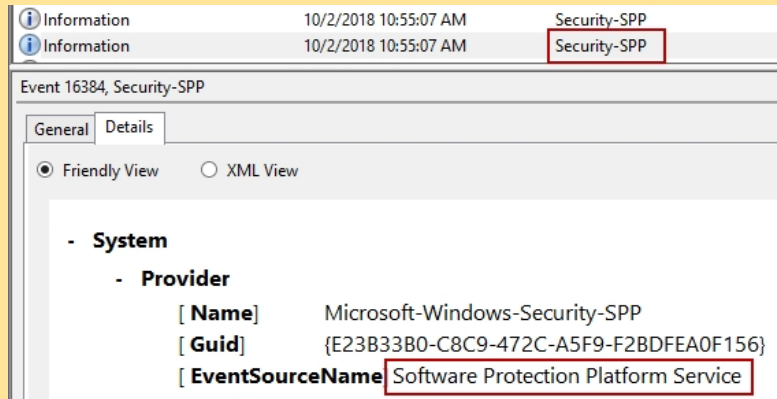 Information 10/2/2018 10:55:07 AM Security-SPP
Information 10/2/2018 10:55:07 AM Security-SPP
Event 16384, Security-SPP
General Details
Friendly View XML View
- System
- Provider
[ Name] Microsoft-Windows-Security-SPP
[ Guid] {E23B33B0-C8C9-472C-A5F9-F2BDFEA0F156}
[ EventSourceName] Software Protection Platform Service